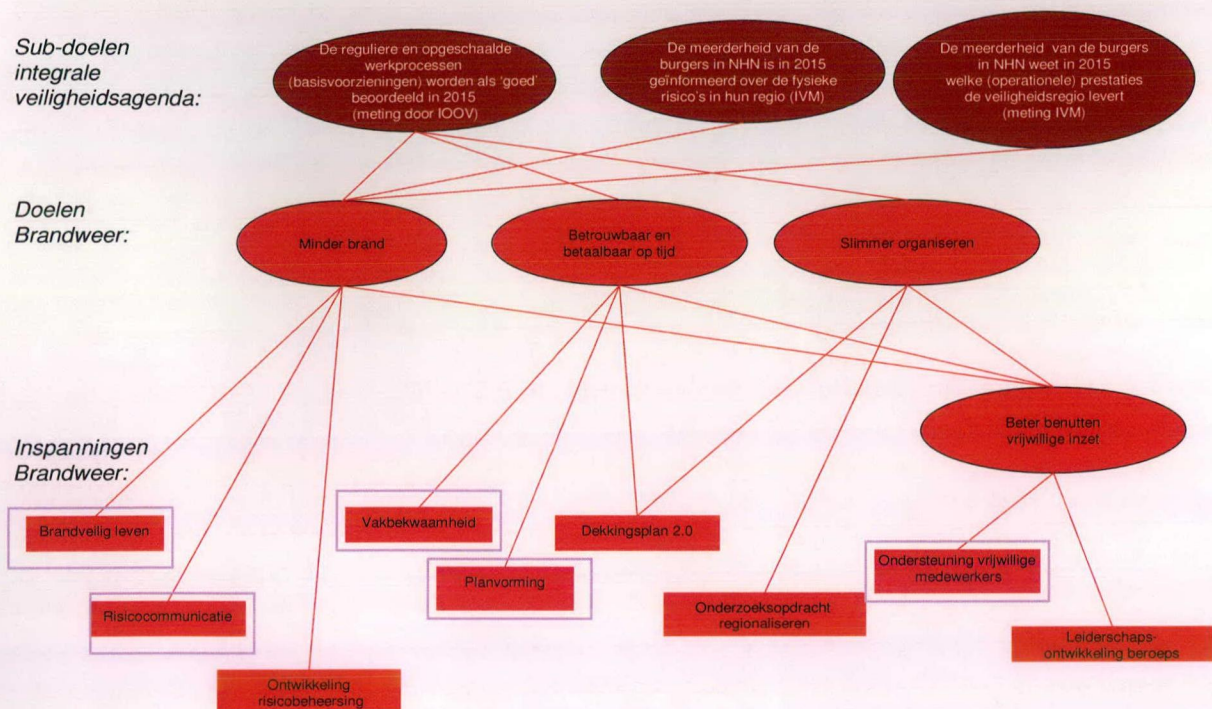 Sub-doelen
integrale
veiligheidsagenda:
De reguliere en opgeschaalde
werkprocessen
(basisvoorzieningen) worden als 'goed'
beoordeeld in 2015
(meting door IOOV)
De meerderheid van de
burgers in NHN is in 2015
geïnformeerd over de fysieke
risico's in hun regio (IVM)
De meerderheid van de burgers
in NHN weet in 2015
welke (operationele) prestaties
de veiligheidsregio levert
(meting IVM)
Doelen
Brandweer:
Minder brand
Betrouwbaar en
betaalbaar op tijd
Slimmer organiseren
Beter benutten
vrijwillige inzet
Inspanningen
Brandweer:
Brandveilig leven
Vakbekwaamheid
Dekkingsplan 2.0
Ondersteuning vrijwillige
medewerkers
Planvorming
Risicocommunicatie
Onderzoeksopdracht
regionaliseren
Leiderschaps-
ontwikkeling beroeps
Ontwikkeling
risicobeheersing